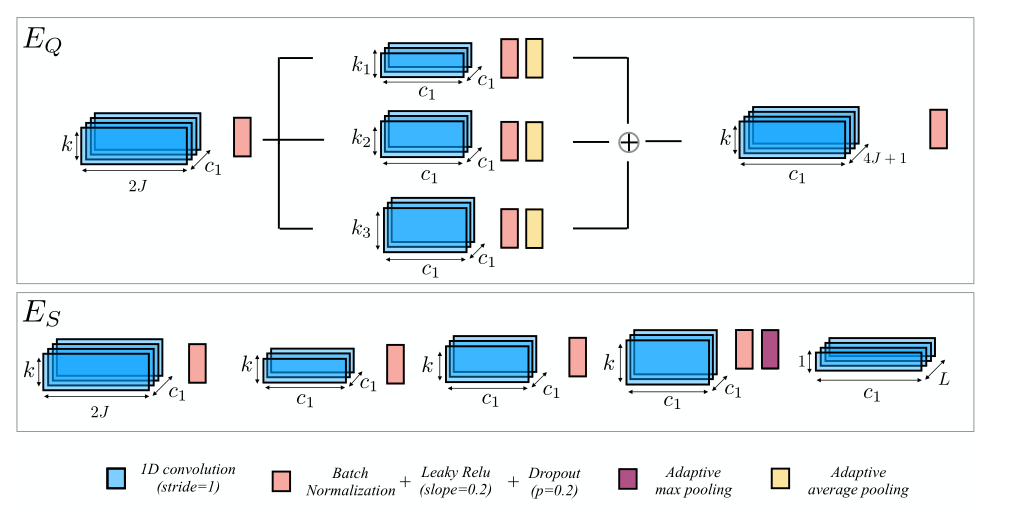 E_Q
k
2J
c_1
k_1
c_1
c_1
k_2
c_1
c_1
k_3
c_1
c_1
+
k
c_1
4J + 1
E_S
k
2J
c_1
k
c_1
c_1
k
c_1
c_1
k
c_1
c_1
1
c_1
L
1D convolution
(stride=1)
Batch
Normalization
+
Leaky Relu
(slope=0.2)
+
Dropout
(p=0.2)
Adaptive
max pooling
Adaptive
average pooling